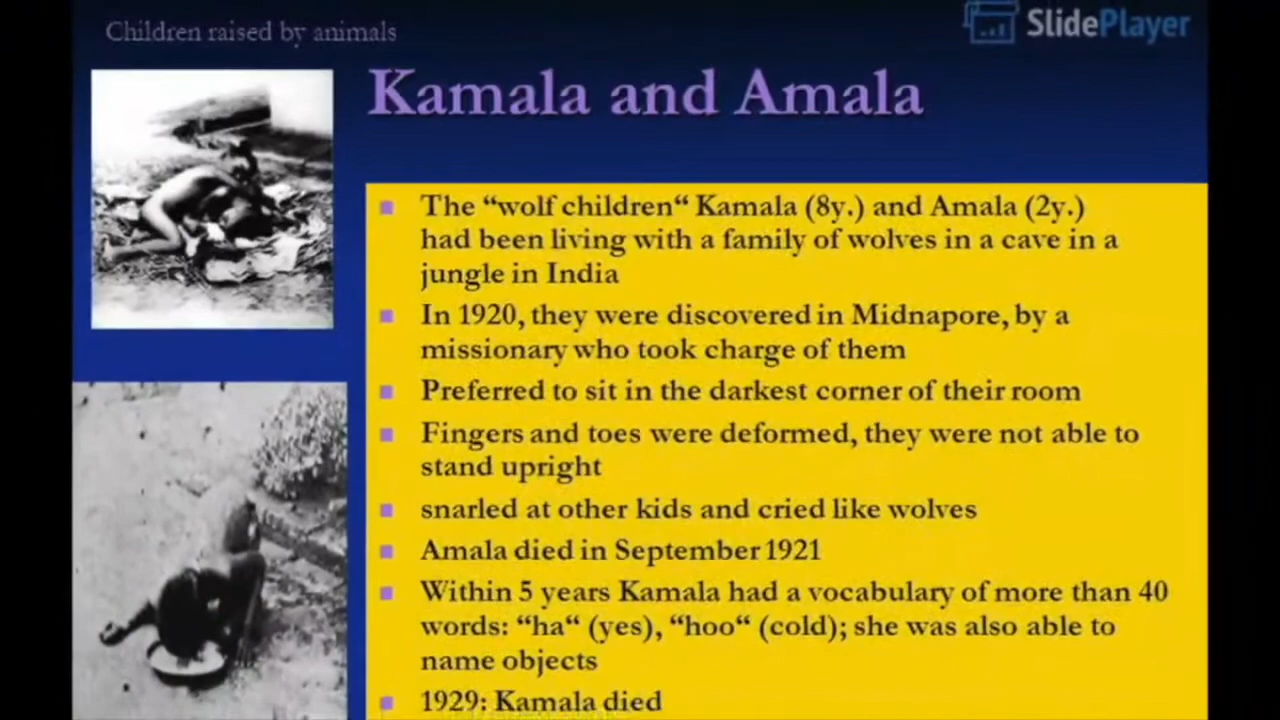 Children raised by animals
SlidePlayer
Kamala and Amala
The “wolf children“ Kamala (8y.) and Amala (2y.)
had been living with a family of wolves in a cave in a
jungle in India
In 1920, they were discovered in Midnapore, by a
missionary who took charge of them
Preferred to sit in the darkest corner of their room
Fingers and toes were deformed, they were not able to
stand upright
snarled at other kids and cried like wolves
Amala died in September 1921
Within 5 years Kamala had a vocabulary of more than 40
words: “ha“ (yes), “hoo“ (cold); she was also able to
name objects
1929: Kamala died